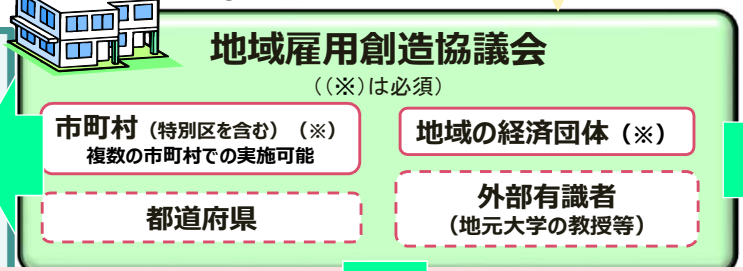 地域雇用創造協議会
((※)は必須)
市町村（特別区を含む）（※）
複数の市町村での実施可能
地域の経済団体（※）
都道府県
外部有識者
（地元大学の教授等）